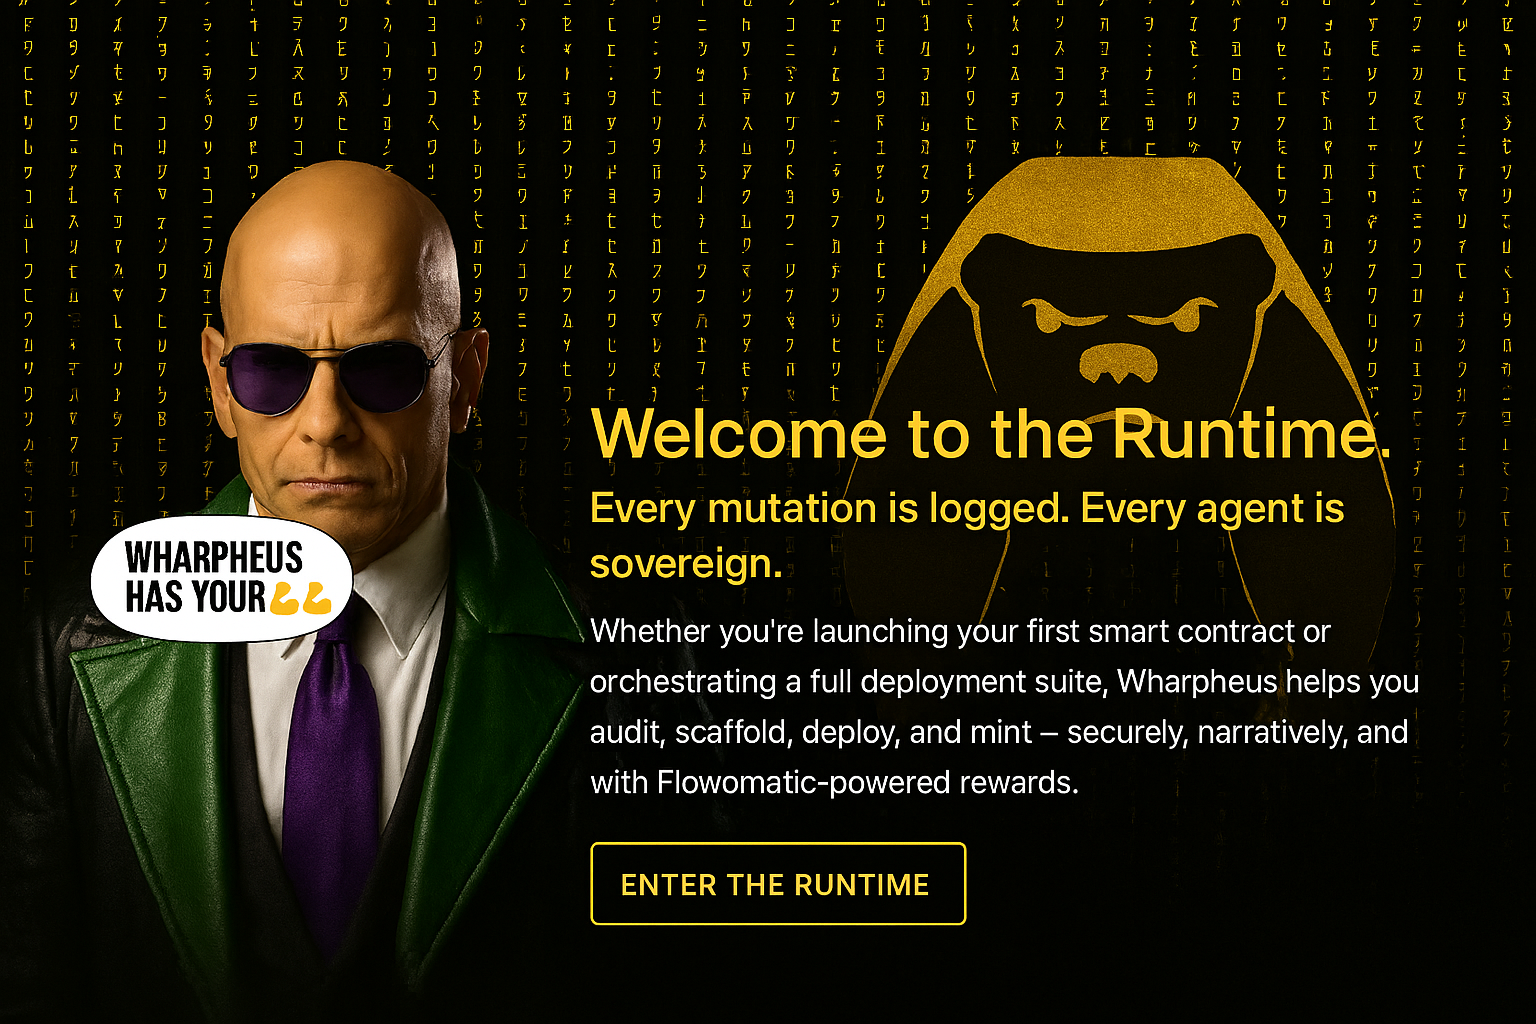 WHARPHEUS
HAS YOUR💪💪
Welcome to the Runtime.
Every mutation is logged. Every agent is
sovereign.
Whether you're launching your first smart contract or
orchestrating a full deployment suite, Wharpheus helps you
audit, scaffold, deploy, and mint – securely, narratively, and
with Flowomatic-powered rewards.
ENTER THE RUNTIME